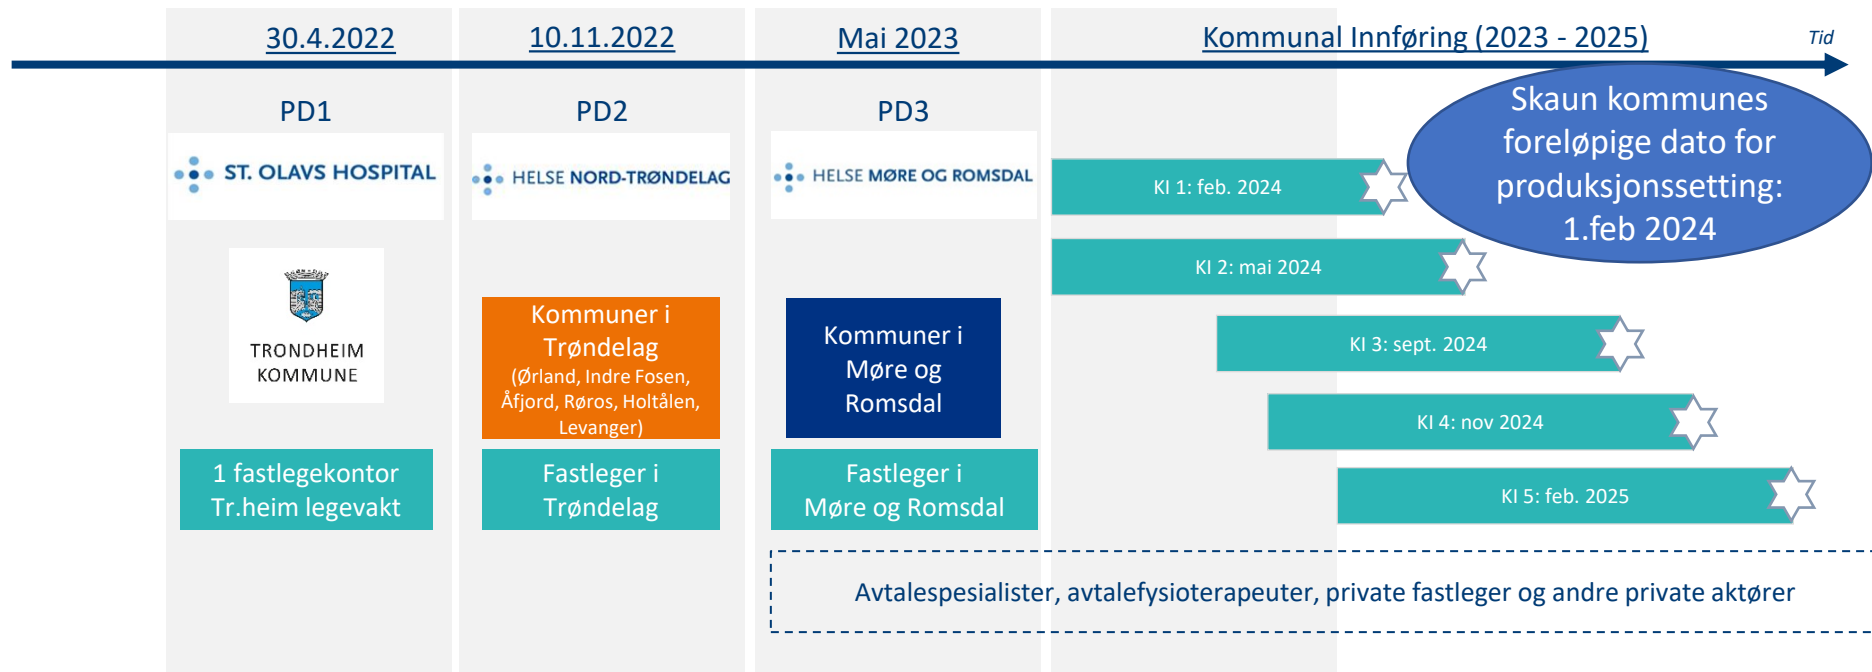 30.4.2022
10.11.2022
Mai 2023
Kommunal Innføring (2023 - 2025)
Tid
PD1
PD2
PD3
ST. OLAVS HOSPITAL
HELSE NORD-TRØNDELAG
HELSE MØRE OG ROMSDAL
Skaun kommunes
foreløpige dato for
produksjonssetting:
1.feb 2024
KI 1: feb. 2024
KI 2: mai 2024
KI 3: sept. 2024
KI 4: nov 2024
KI 5: feb. 2025
TRONDHEIM
KOMMUNE
Kommuner i
Trøndelag
(Ørland, Indre Fosen,
Åfjord, Røros, Holtålen,
Levanger)
Kommuner i
Møre og
Romsdal
1 fastlegekontor
Tr.heim legevakt
Fastleger i
Trøndelag
Fastleger i
Møre og Romsdal
Avtalespesialister, avtalefysioterapeuter, private fastleger og andre private aktører